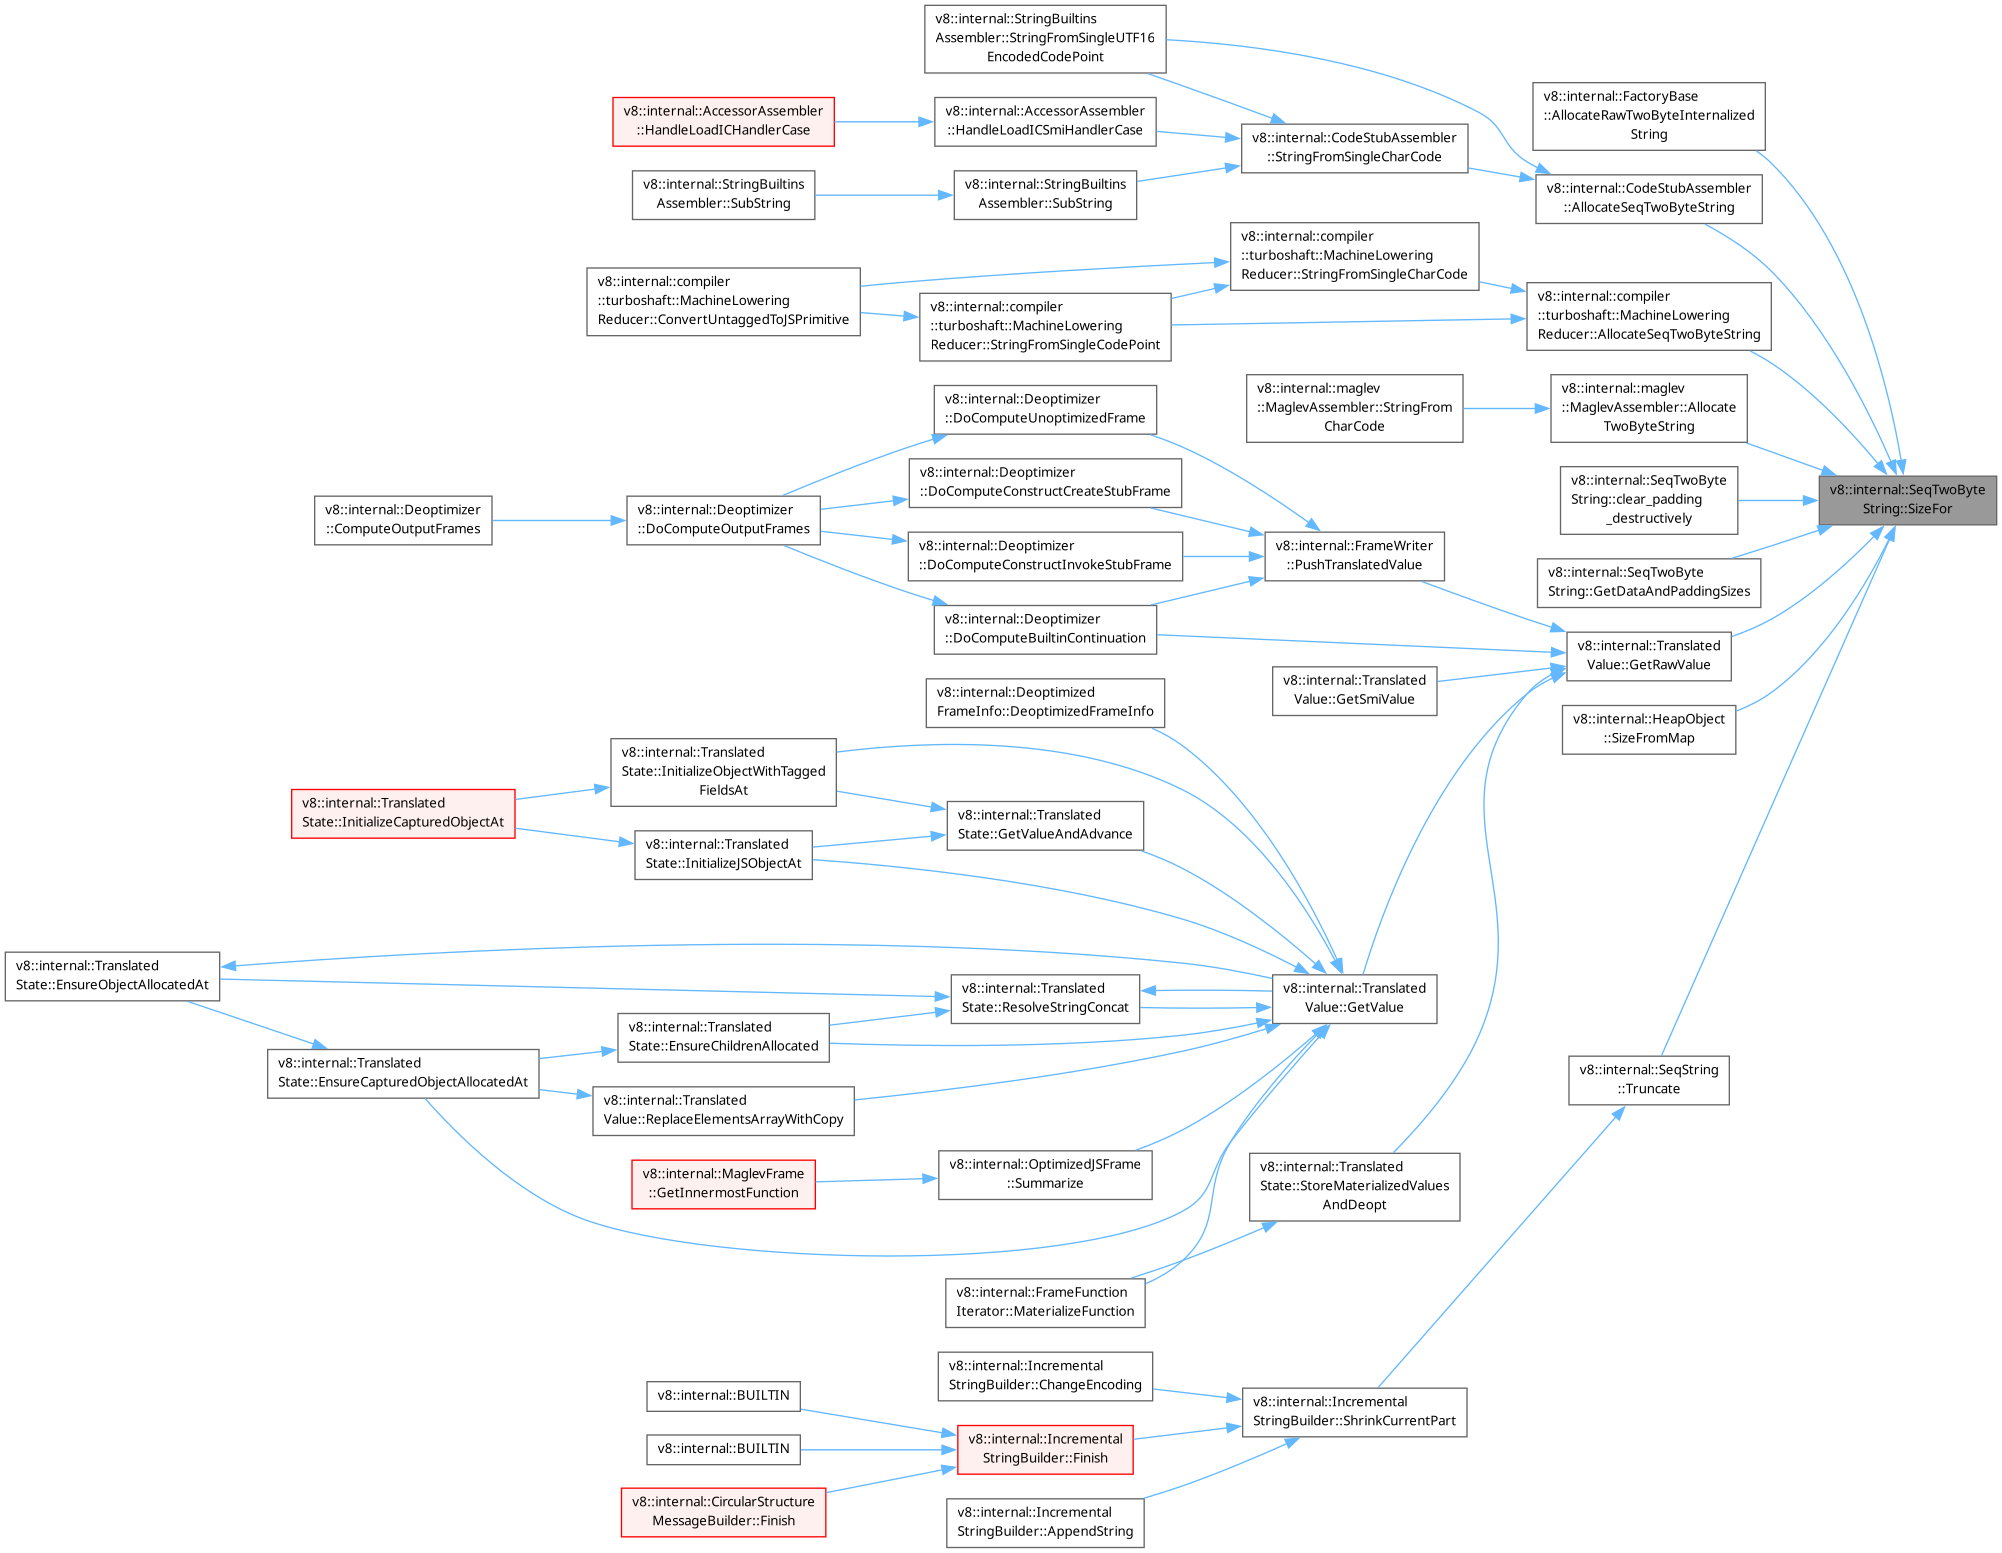 v8::internal::StringBuiltins
Assembler::StringFromSingleUTF16
EncodedCodePoint
v8::internal::FactoryBase
::AllocateRawTwoByteInternalized
String
v8::internal::AccessorAssembler
::HandleLoadICHandlerCase
v8::internal::AccessorAssembler
::HandleLoadICSmiHandlerCase
v8::internal::CodeStubAssembler
::StringFromSingleCharCode
v8::internal::StringBuiltins
Assembler::SubString
v8::internal::StringBuiltins
Assembler::SubString
v8::internal::CodeStubAssembler
::AllocateSeqTwoByteString
v8::internal::compiler
::turboshaft::MachineLowering
Reducer::StringFromSingleCharCode
v8::internal::compiler
::turboshaft::MachineLowering
Reducer::ConvertUntaggedToJSPrimitive
v8::internal::compiler
::turboshaft::MachineLowering
Reducer::StringFromSingleCodePoint
v8::internal::compiler
::turboshaft::MachineLowering
Reducer::AllocateSeqTwoByteString
v8::internal::Deoptimizer
::DoComputeUnoptimizedFrame
v8::internal::maglev
::MaglevAssembler::StringFrom
CharCode
v8::internal::maglev
::MaglevAssembler::Allocate
TwoByteString
v8::internal::Deoptimizer
::DoComputeConstructCreateStubFrame
v8::internal::SeqTwoByte
String::clear_padding
_destructively
v8::internal::SeqTwoByte
String::SizeFor
v8::internal::Deoptimizer
::ComputeOutputFrames
v8::internal::Deoptimizer
::DoComputeOutputFrames
v8::internal::Deoptimizer
::DoComputeConstructInvokeStubFrame
v8::internal::FrameWriter
::PushTranslatedValue
v8::internal::SeqTwoByte
String::GetDataAndPaddingSizes
v8::internal::Deoptimizer
::DoComputeBuiltinContinuation
v8::internal::Translated
Value::GetRawValue
v8::internal::Translated
Value::GetSmiValue
v8::internal::Deoptimized
FrameInfo::DeoptimizedFrameInfo
v8::internal::HeapObject
::SizeFromMap
v8::internal::Translated
State::InitializeObjectWithTagged
FieldsAt
v8::internal::Translated
State::InitializeCapturedObjectAt
v8::internal::Translated
State::GetValueAndAdvance
v8::internal::Translated
State::InitializeJSObjectAt
v8::internal::Translated
State::EnsureObjectAllocatedAt
v8::internal::Translated
State::ResolveStringConcat
v8::internal::Translated
Value::GetValue
v8::internal::Translated
State::EnsureChildrenAllocated
v8::internal::Translated
State::EnsureCapturedObjectAllocatedAt
v8::internal::SeqString
::Truncate
v8::internal::Translated
Value::ReplaceElementsArrayWithCopy
v8::internal::MaglevFrame
::GetInnermostFunction
v8::internal::OptimizedJSFrame
::Summarize
v8::internal::Translated
State::StoreMaterializedValues
AndDeopt
v8::internal::FrameFunction
Iterator::MaterializeFunction
v8::internal::Incremental
StringBuilder::ChangeEncoding
v8::internal::BUILTIN
v8::internal::Incremental
StringBuilder::ShrinkCurrentPart
v8::internal::BUILTIN
v8::internal::Incremental
StringBuilder::Finish
v8::internal::CircularStructure
MessageBuilder::Finish
v8::internal::Incremental
StringBuilder::AppendString